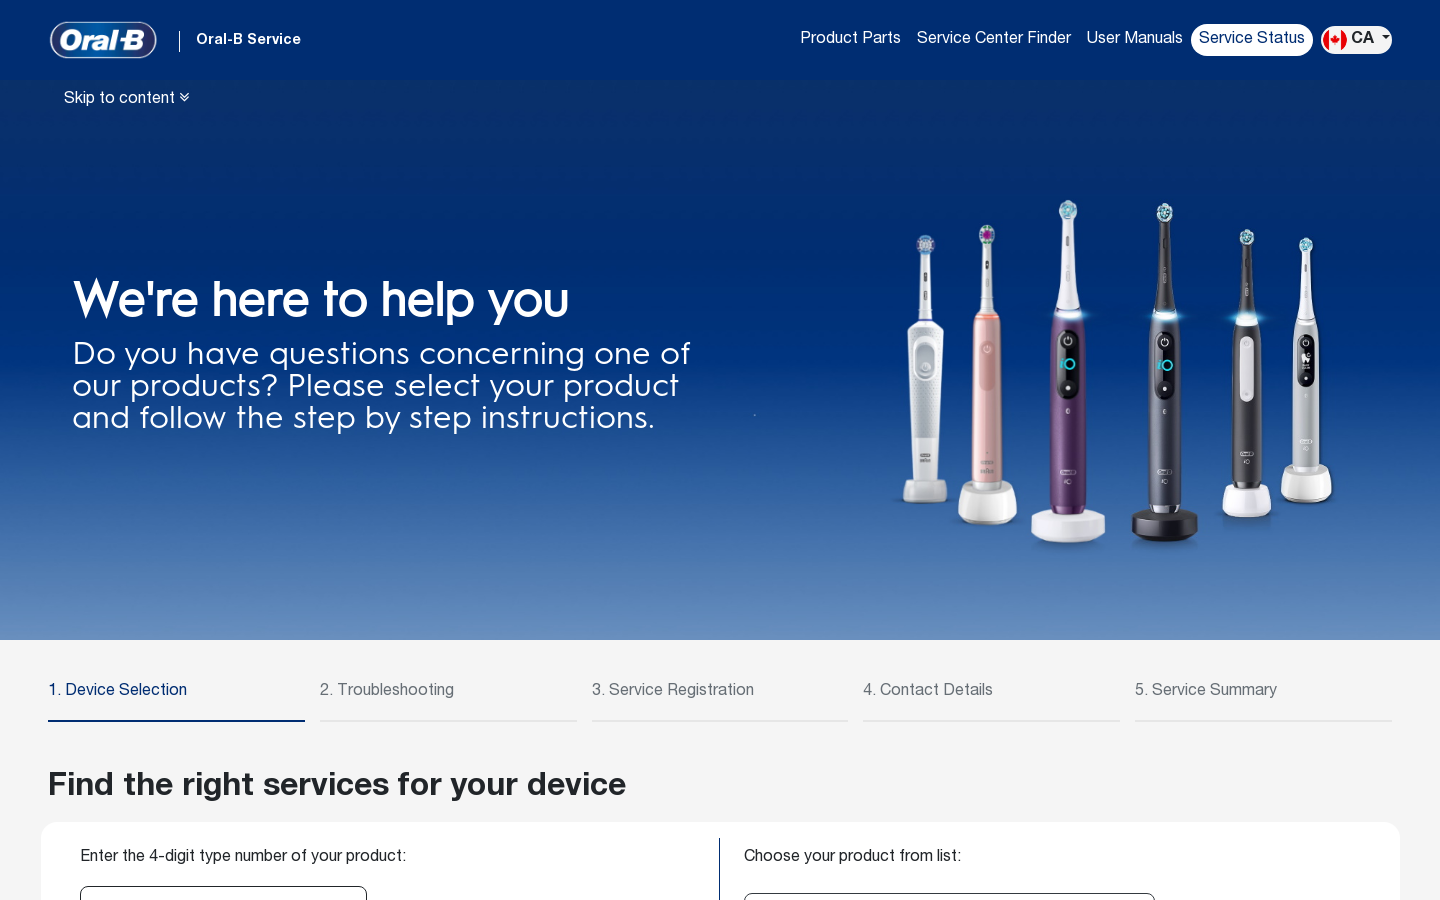 Oral-B
Oral-B Service
Product Parts
Service Center Finder
User Manuals
Service Status
CA
Skip to content
We're here to help you
Do you have questions concerning one of
our products? Please select your product
and follow the step by step instructions.
1. Device Selection
2. Troubleshooting
3. Service Registration
4. Contact Details
5. Service Summary
Find the right services for your device
Enter the 4-digit type number of your product:
Choose your product from list: